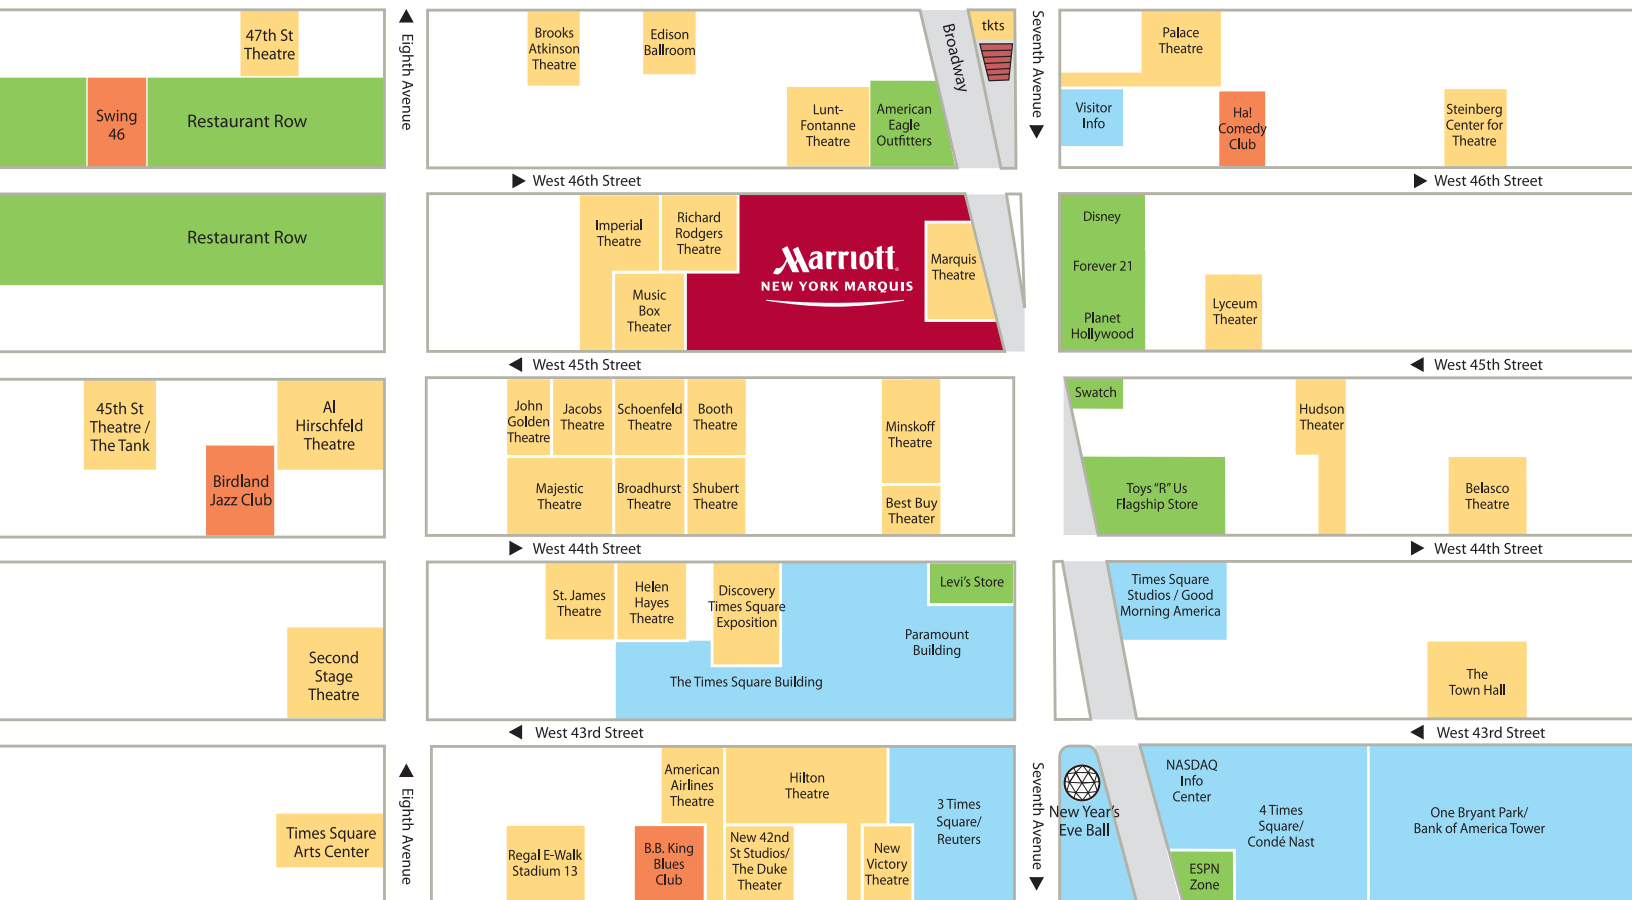 47th St
Theatre
Swing
46
Restaurant Row
Eighth Avenue
Brooks
Atkinson
Theatre
Edison
Ballroom
Lunt-
Fontanne
Theatre
American
Eagle
Outfitters
Broadway
tkts
Seventh Avenue
Palace
Theatre
Visitor
Info
Ha!
Comedy
Club
Steinberg
Center for
Theatre
West 46th Street
West 46th Street
Restaurant Row
Imperial
Theatre
Richard
Rodgers
Theatre
Music
Box
Theater
Marriott
NEW YORK MARQUIS
Marquis
Theatre
Disney
Forever 21
Planet
Hollywood
Lyceum
Theater
West 45th Street
West 45th Street
45th St
Theatre /
The Tank
Birdland
Jazz Club
Al
Hirschfeld
Theatre
John
Golden
Theatre
Jacobs
Theatre
Schoenfeld
Theatre
Booth
Theatre
Majestic
Theatre
Broadhurst
Theatre
Shubert
Theatre
Minskoff
Theatre
Best Buy
Theater
Swatch
Toys "R" Us
Flagship Store
Hudson
Theater
Belasco
Theatre
West 44th Street
West 44th Street
Second
Stage
Theatre
St. James
Theatre
Helen
Hayes
Theatre
Discovery
Times Square
Exposition
The Times Square Building
Levi's Store
Paramount
Building
Times Square
Studios / Good
Morning America
The
Town Hall
West 43rd Street
West 43rd Street
Times Square
Arts Center
Eighth Avenue
Regal E-Walk
Stadium 13
American
Airlines
Theatre
B.B. King
Blues
Club
Hilton
Theatre
New 42nd
St Studios/
The Duke
Theater
New
Victory
Theatre
3 Times
Square/
Reuters
Seventh Avenue
New Year's
Eve Ball
NASDAQ
Info
Center
ESPN
Zone
4 Times
Square/
Condé Nast
One Bryant Park/
Bank of America Tower